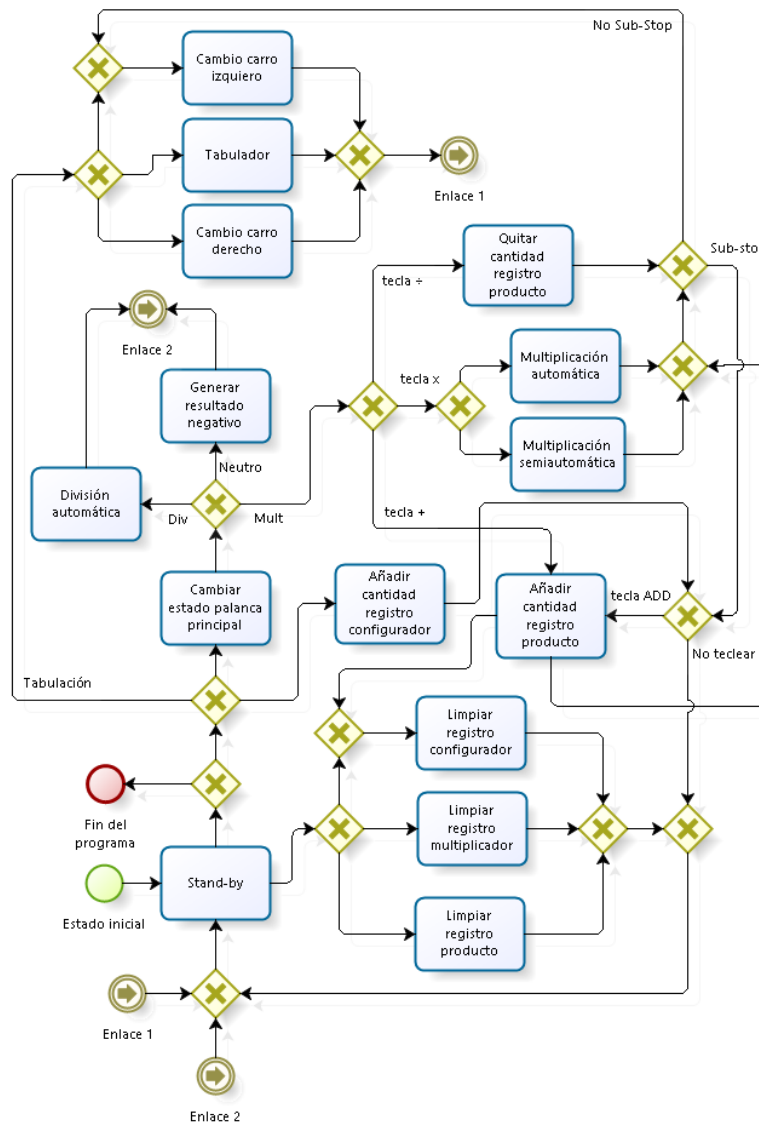 No Sub-Stop
Cambio carro
izquiero
Tabulador
Enlace 1
Cambio carro
derecho
Quitar
cantidad
registro
producto
Sub-sto
tecla ÷
Enlace 2
Multiplicación
automática
tecla x
Generar
resultado
negativo
Multiplicación
semiautomática
Neutro
División
automática
Div
Mult
tecla +
Cambiar
estado palanca
principal
Añadir
cantidad
registro
configurador
Añadir
cantidad
registro
producto
tecla ADD
No teclear
Tabulación
Limpiar
registro
configurador
Fin del
programa
Limpiar
registro
multiplicador
Stand-by
Estado inicial
Limpiar
registro
producto
Enlace 1
Enlace 2